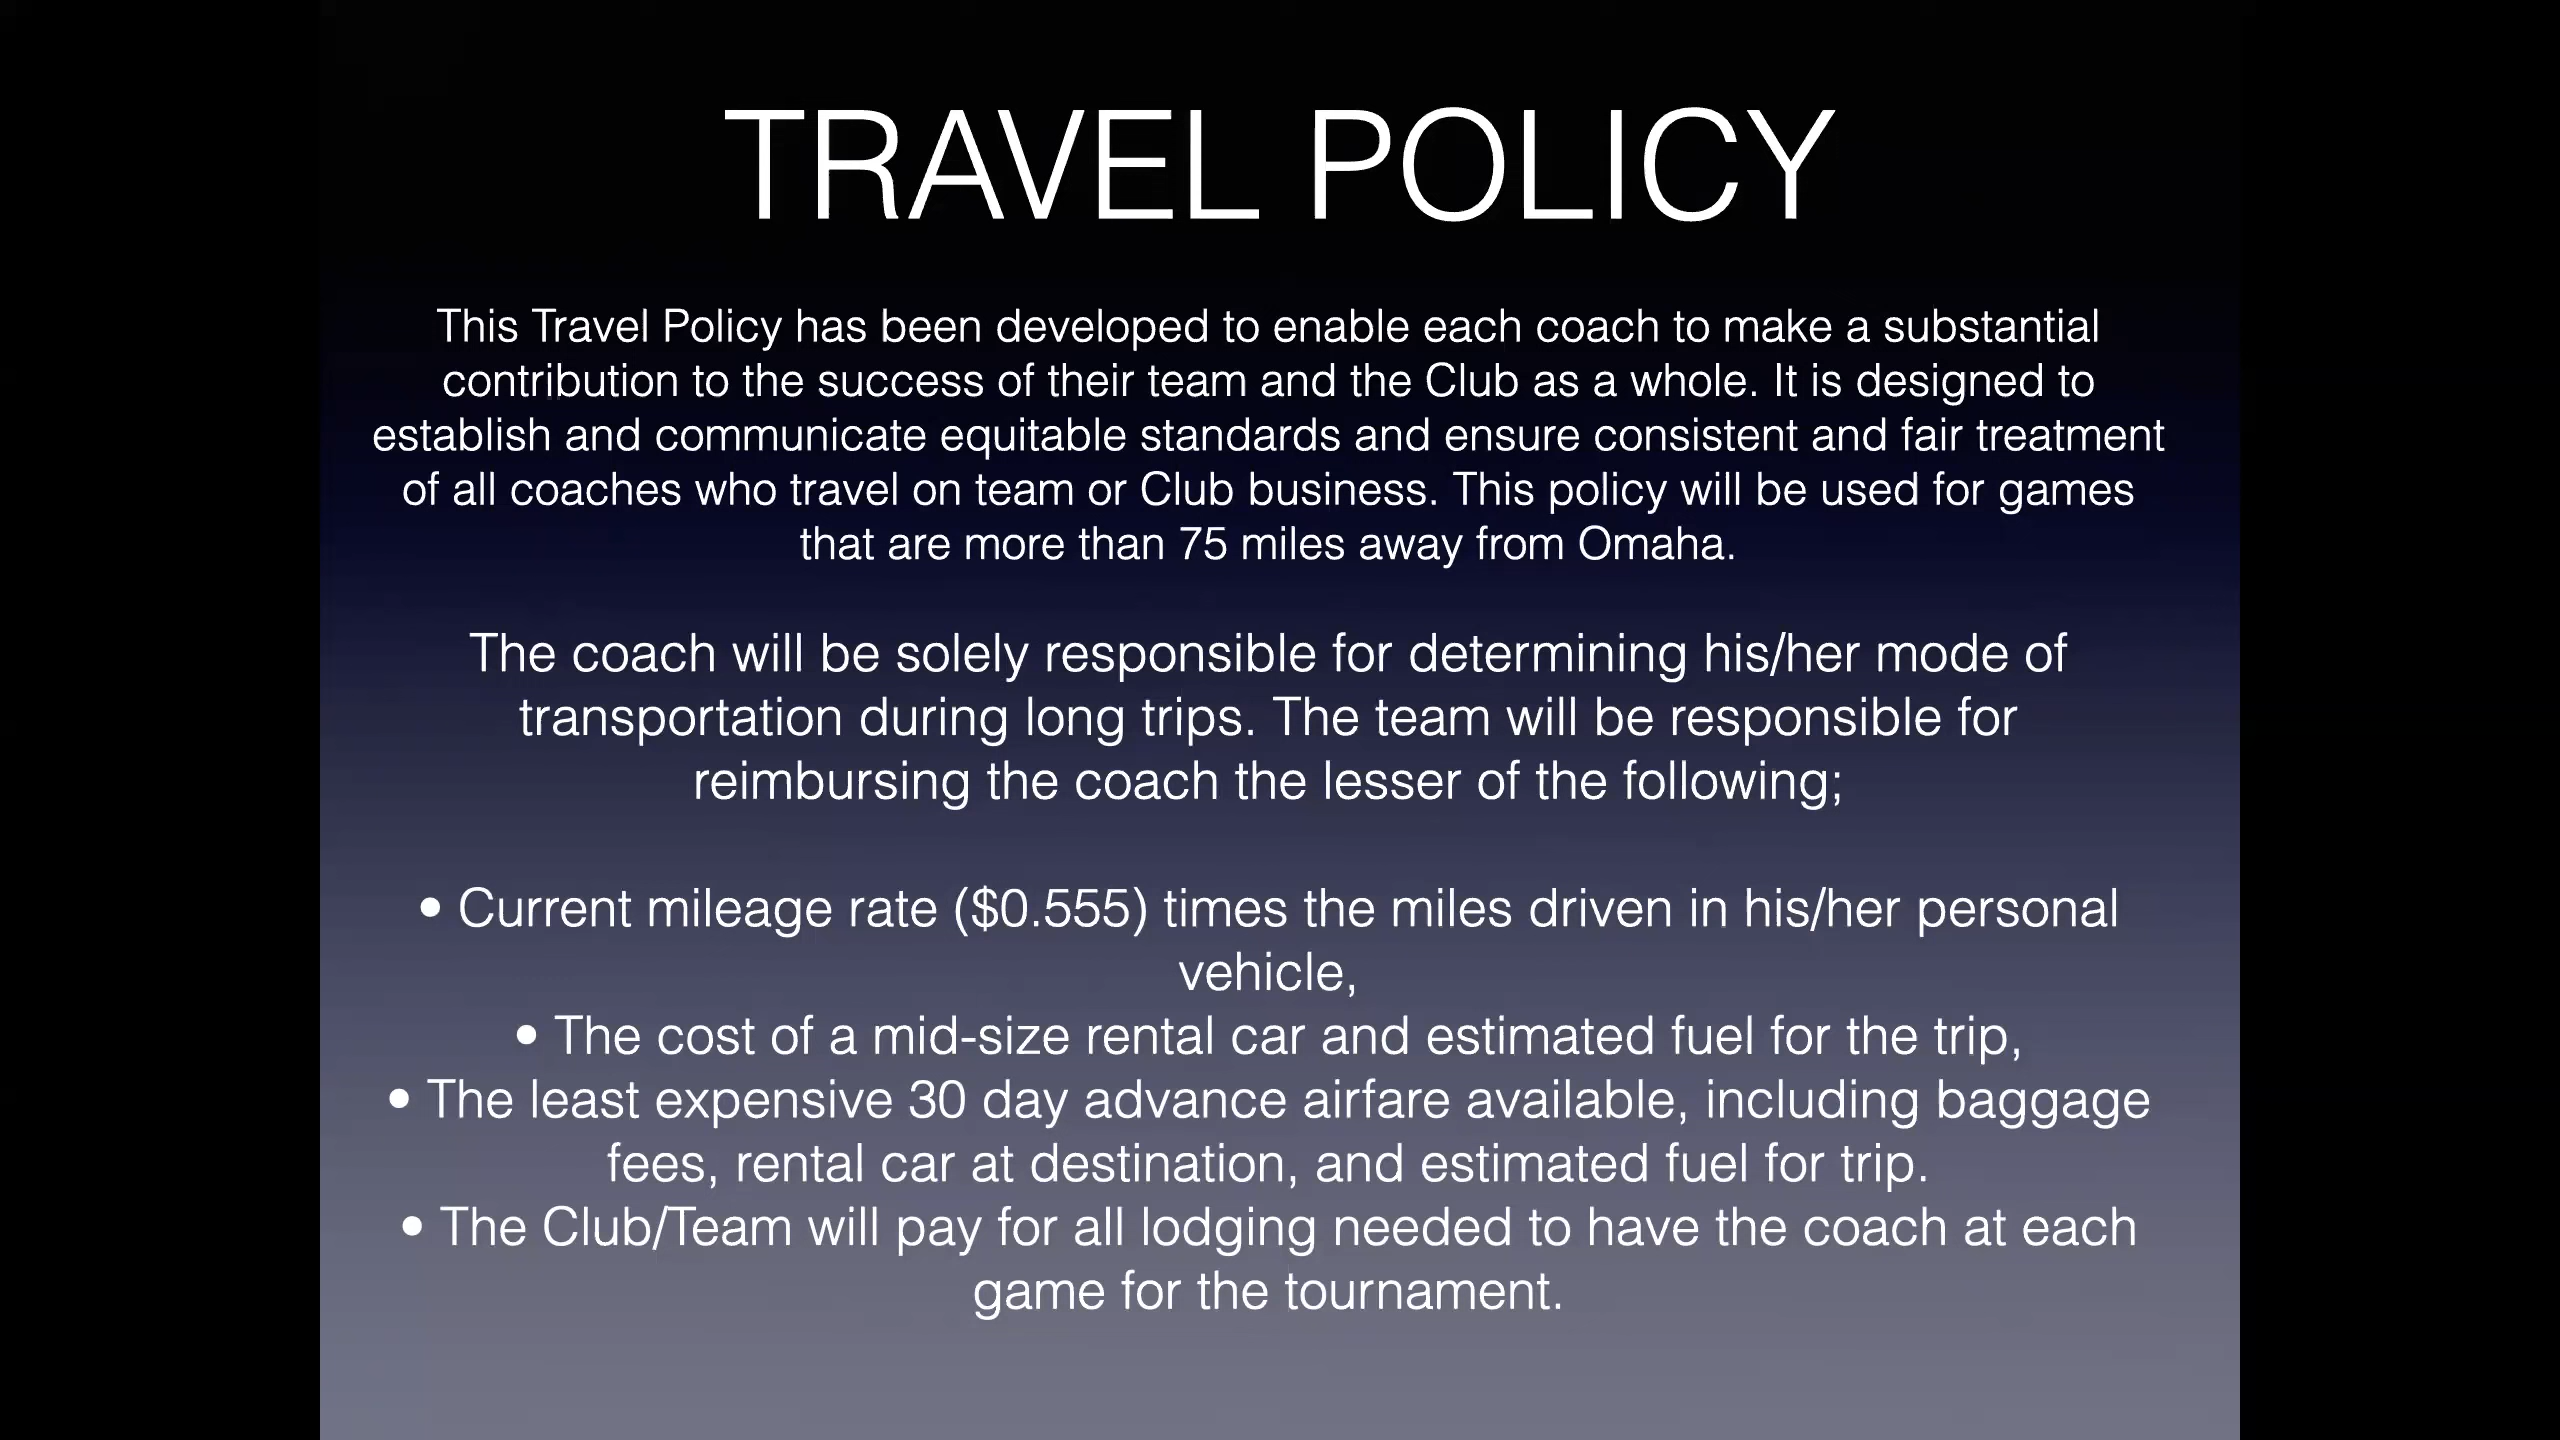 TRAVEL POLICY
This Travel Policy has been developed to enable each coach to make a substantial
contribution to the success of their team and the Club as a whole. It is designed to
establish and communicate equitable standards and ensure consistent and fair treatment
of all coaches who travel on team or Club business. This policy will be used for games
that are more than 75 miles away from Omaha.
The coach will be solely responsible for determining his/her mode of
transportation during long trips. The team will be responsible for
reimbursing the coach the lesser of the following;
• Current mileage rate ($0.555) times the miles driven in his/her personal
vehicle,
• The cost of a mid-size rental car and estimated fuel for the trip,
• The least expensive 30 day advance airfare available, including baggage
fees, rental car at destination, and estimated fuel for trip.
• The Club/Team will pay for all lodging needed to have the coach at each
game for the tournament.